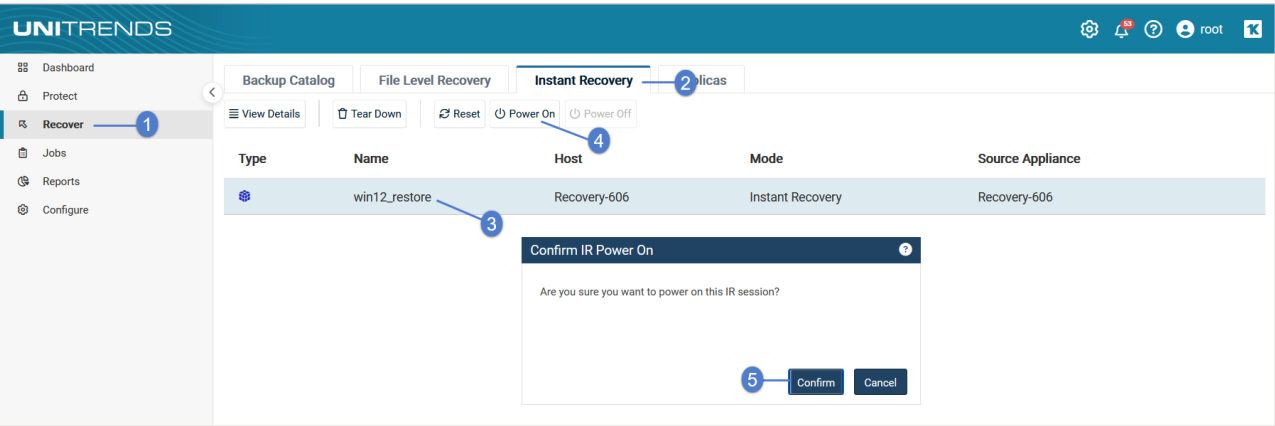 UNITRENDS
53
? root
K
Dashboard
Protect
Recover 1
Jobs
Reports
Configure
Backup Catalog File Level Recovery Instant Recovery 2 plicas
View Details Tear Down Reset Power On Power Off
4
Type Name Host Mode Source Appliance
win12_restore Recovery-606 Instant Recovery Recovery-606
3
Confirm IR Power On ?
Are you sure you want to power on this IR session?
5 Confirm Cancel